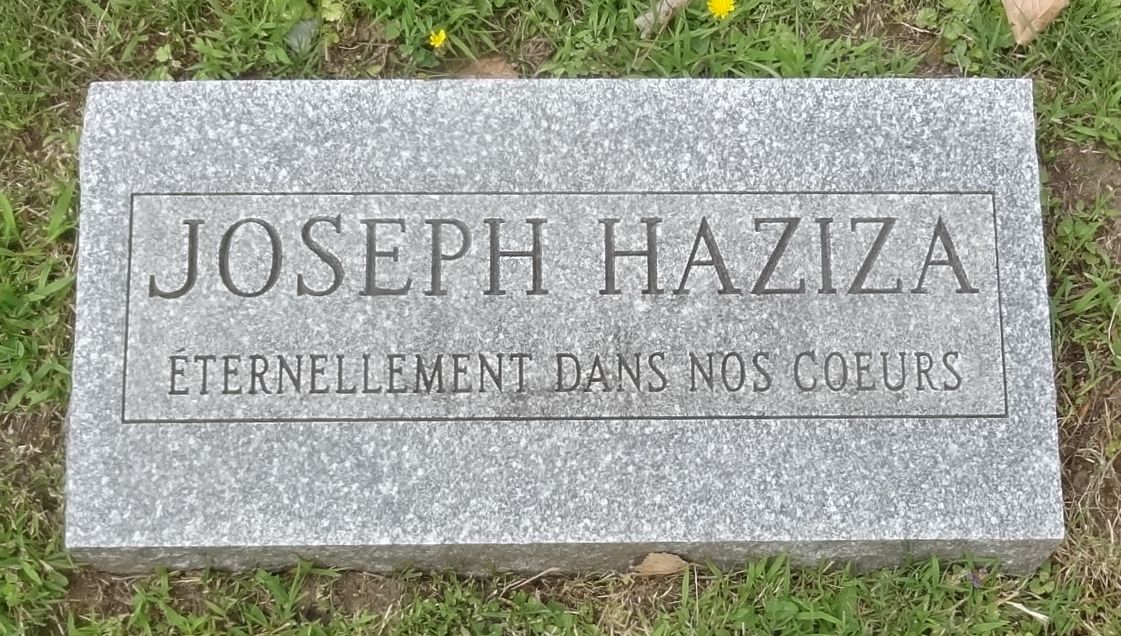 JOSEPH HAZIZA
ÉTERNELLEMENT DANS NOS COEURS